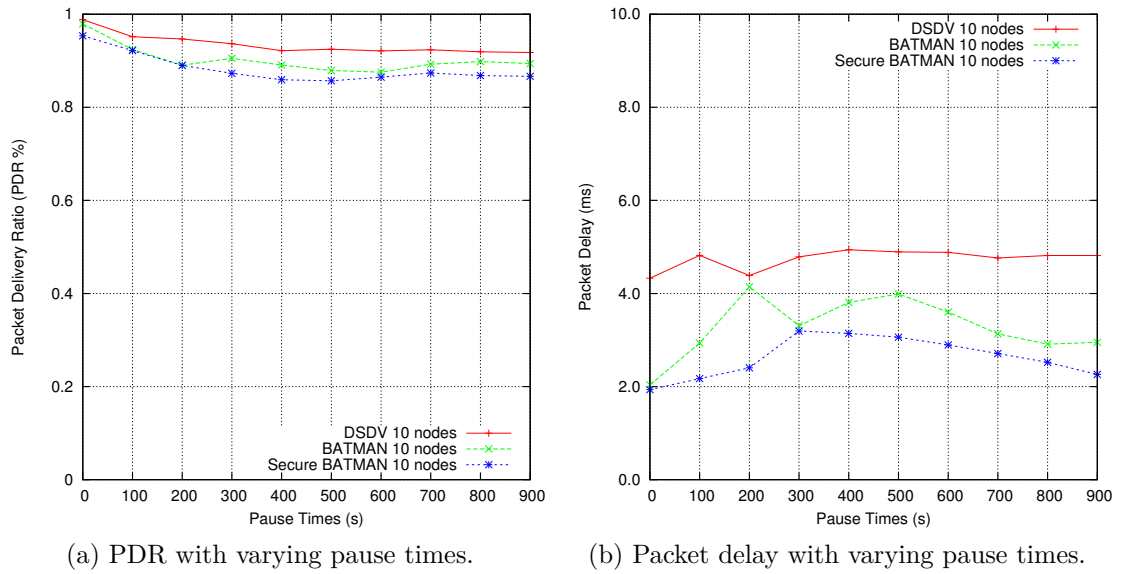 1
0.8
0.6
0.4
0.2
0
Packet Delivery Ratio (PDR %)
DSDV 10 nodes
BATMAN 10 nodes
Secure BATMAN 10 nodes
0 100 200 300 400 500 600 700 800 900
Pause Times (s)
(a) PDR with varying pause times.
10.0
8.0
6.0
4.0
2.0
0.0
Packet Delay (ms)
DSDV 10 nodes
BATMAN 10 nodes
Secure BATMAN 10 nodes
0 100 200 300 400 500 600 700 800 900
Pause Times (s)
(b) Packet delay with varying pause times.